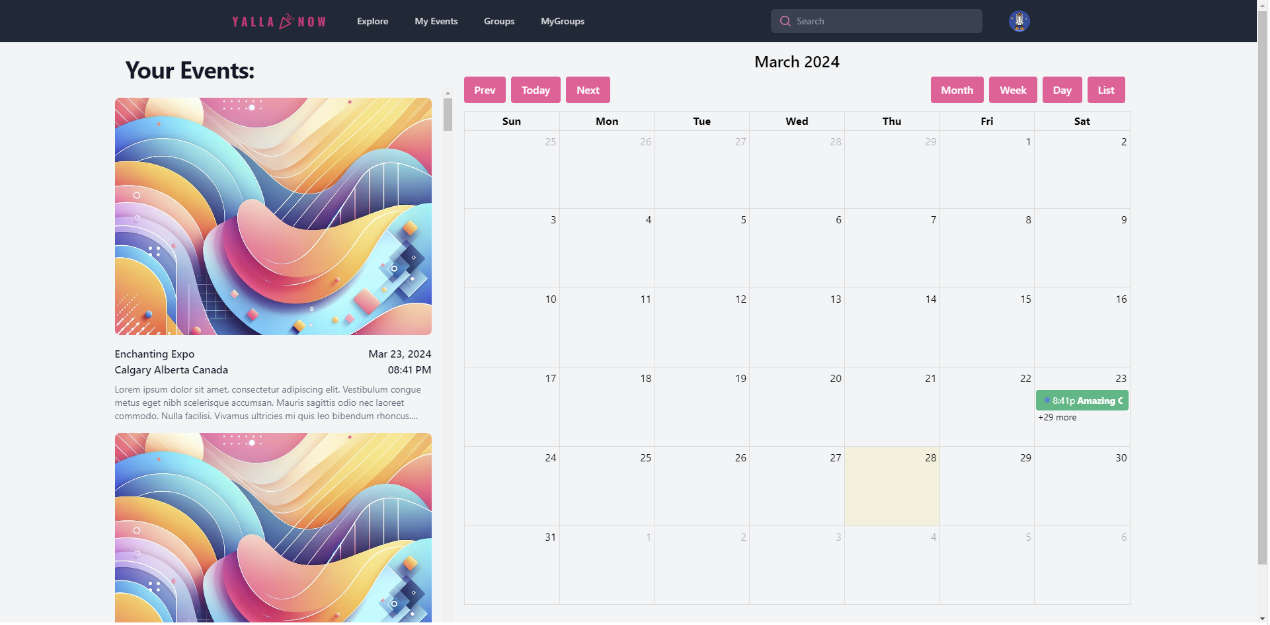 YALLA NOW
Explore
My Events
Groups
MyGroups
Search
Your Events:
Enchanting Expo
Mar 23, 2024
Calgary Alberta Canada
08:41 PM
Lorem ipsum dolor sit amet, consectetur adipiscing elit. Vestibulum congue
metus eget nibh scelerisque accumsan. Mauris sagittis odio nec laoreet
commodo. Nulla facilisi. Vivamus ultricies mi quis leo bibendum rhoncus....
March 2024
Prev
Today
Next
Month
Week
Day
List
Sun Mon Tue Wed Thu Fri Sat
25 26 27 28 29 1 2
3 4 5 6 7 8 9
10 11 12 13 14 15 16
17 18 19 20 21 22 23
8:41p Amazing C
+29 more
24 25 26 27 28 29 30
31 1 2 3 4 5 6